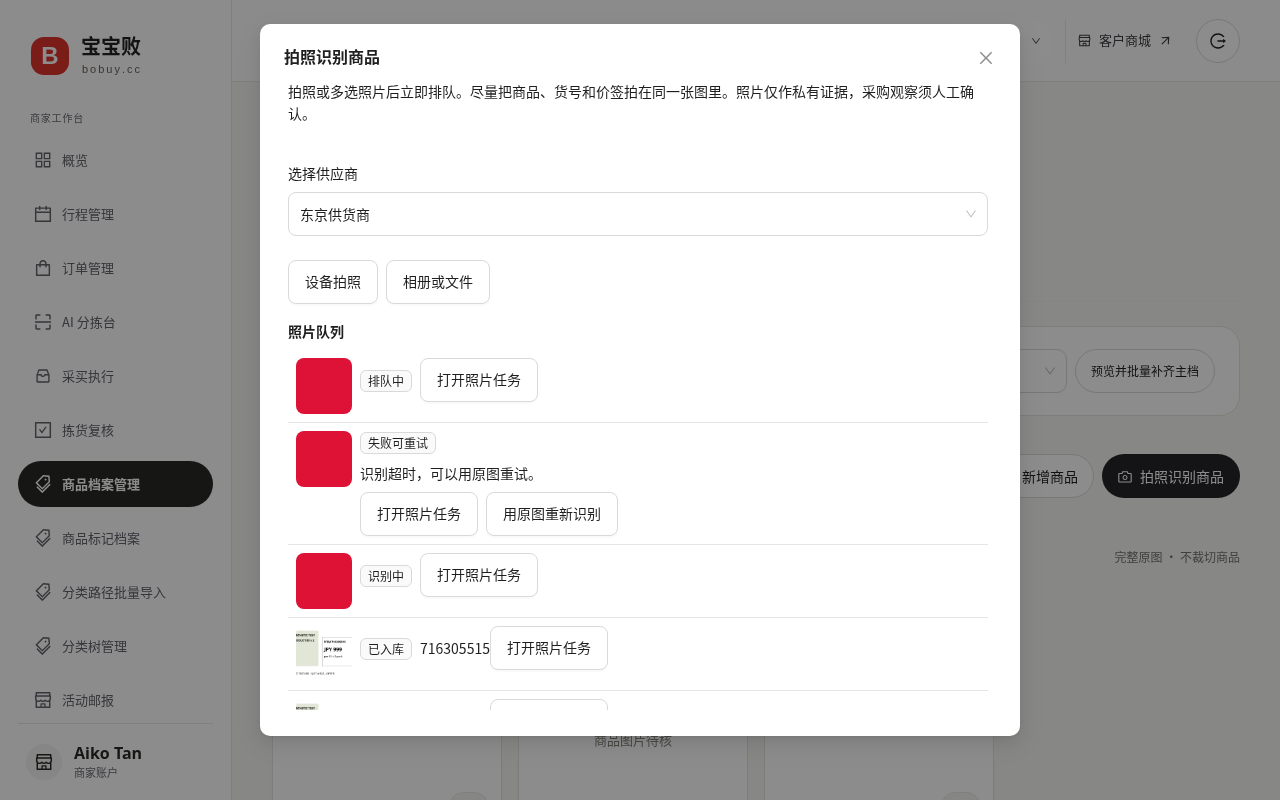 B 宝宝败
bobuy.cc
商家工作台
概览
行程管理
订单管理
AI 分拣台
采买执行
拣货复核
商品档案管理
商品标记档案
分类路径批量导入
分类树管理
活动邮报
Aiko Tan
商家账户
客户商城
预览并批量补齐主档
新增商品
拍照识别商品
完整原图 · 不裁切商品
商品图片待核
拍照识别商品
拍照或多选照片后立即排队。尽量把商品、货号和价签拍在同一张图里。照片仅作私有证据，采购观察须人工确
认。
选择供应商
东京供货商
设备拍照 相册或文件
照片队列
排队中 打开照片任务
失败可重试
识别超时，可以用原图重试。
打开照片任务 用原图重新识别
识别中 打开照片任务
JPY 999
已入库 716305515 打开照片任务